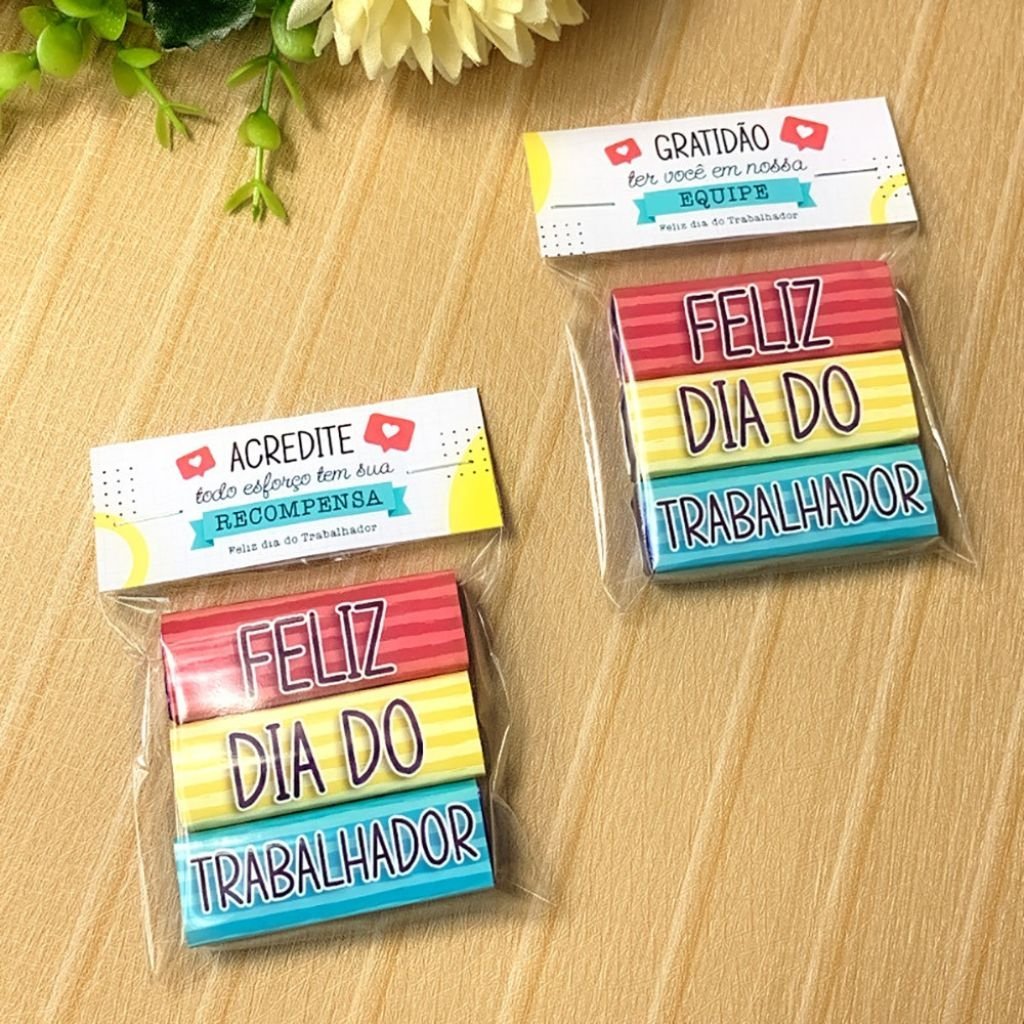 GRATIDÃO
ter você em nossa
EQUIPE
Feliz dia do Trabalhador
FELIZ
DIA DO
TRABALHADOR
ACREDITE
todo esforço tem sua
RECOMPENSA
Feliz dia do Trabalhador
FELIZ
DIA DO
TRABALHADOR